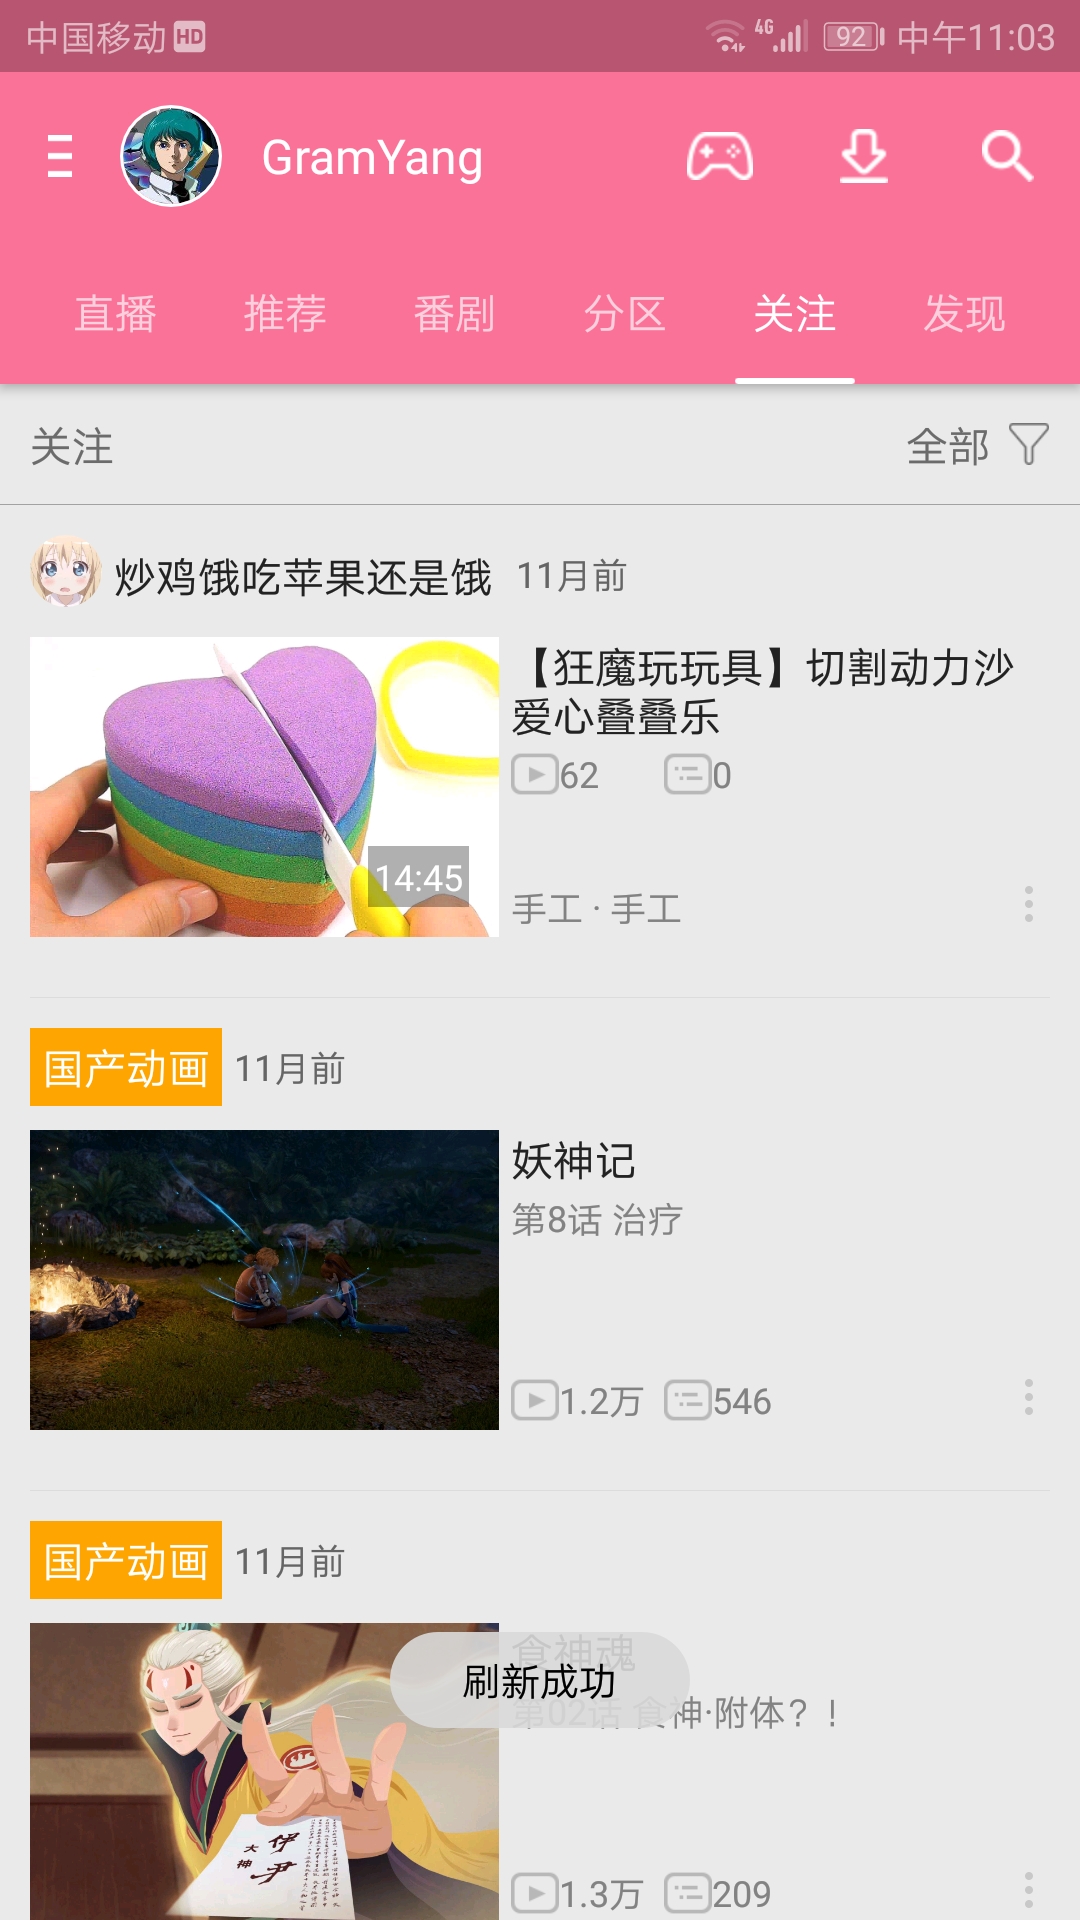 中国移动 HD 4G 92 中午11:03
GramYang
直播 推荐 番剧 分区 关注 发现
关注 全部
炒鸡饿吃苹果还是饿 11月前
【狂魔玩玩具】切割动力沙
爱心叠叠乐
62 0
14:45
手工 · 手工
国产动画 11月前
妖神记
第8话 治疗
1.2万 546
国产动画 11月前
食神魂
刷新成功
第02话 食神·附体？！
大神
伊尹
1.3万 209